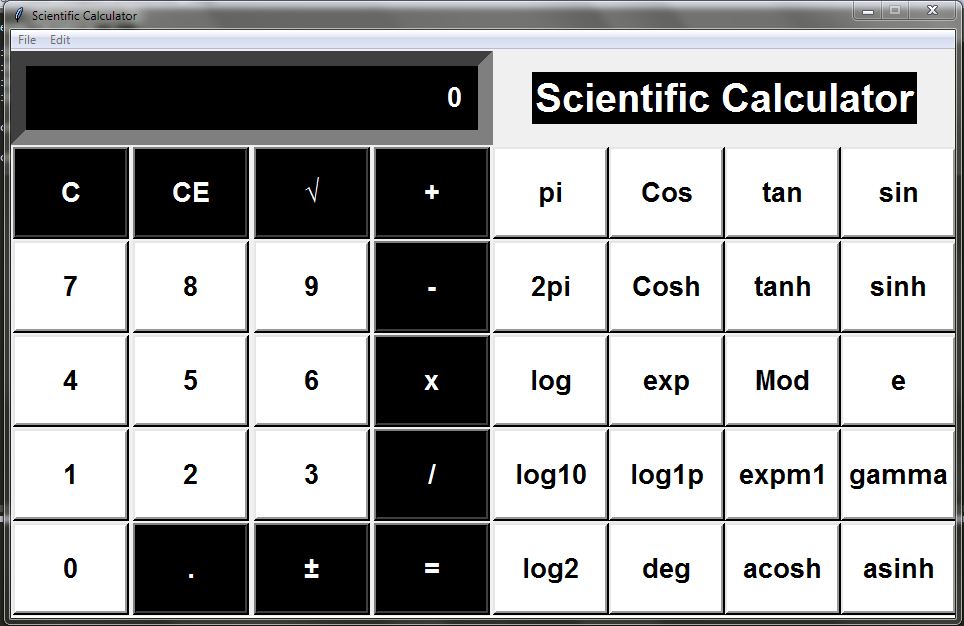 Scientific Calculator
File Edit
0 Scientific Calculator
C CE √ + pi Cos tan sin
7 8 9 - 2pi Cosh tanh sinh
4 5 6 x log exp Mod e
1 2 3 / log10 log1p expm1 gamma
0 . ± = log2 deg acosh asinh